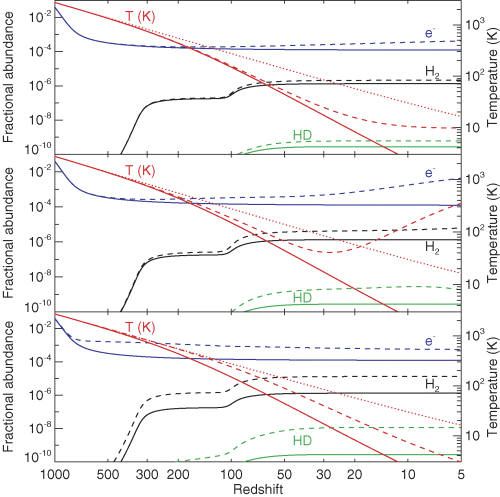 Fractional abundance
10⁻²
10⁻⁴
10⁻⁶
10⁻⁸
10⁻¹⁰
T (K)
e⁻
H₂
HD
10³
10²
10
Temperature (K)
Fractional abundance
10⁻²
10⁻⁴
10⁻⁶
10⁻⁸
10⁻¹⁰
T (K)
e⁻
H₂
HD
10³
10²
10
Temperature (K)
Fractional abundance
10⁻²
10⁻⁴
10⁻⁶
10⁻⁸
10⁻¹⁰
T (K)
e⁻
H₂
HD
10³
10²
10
Temperature (K)
1000 500 300 200 100 50 20 10 5
Redshift